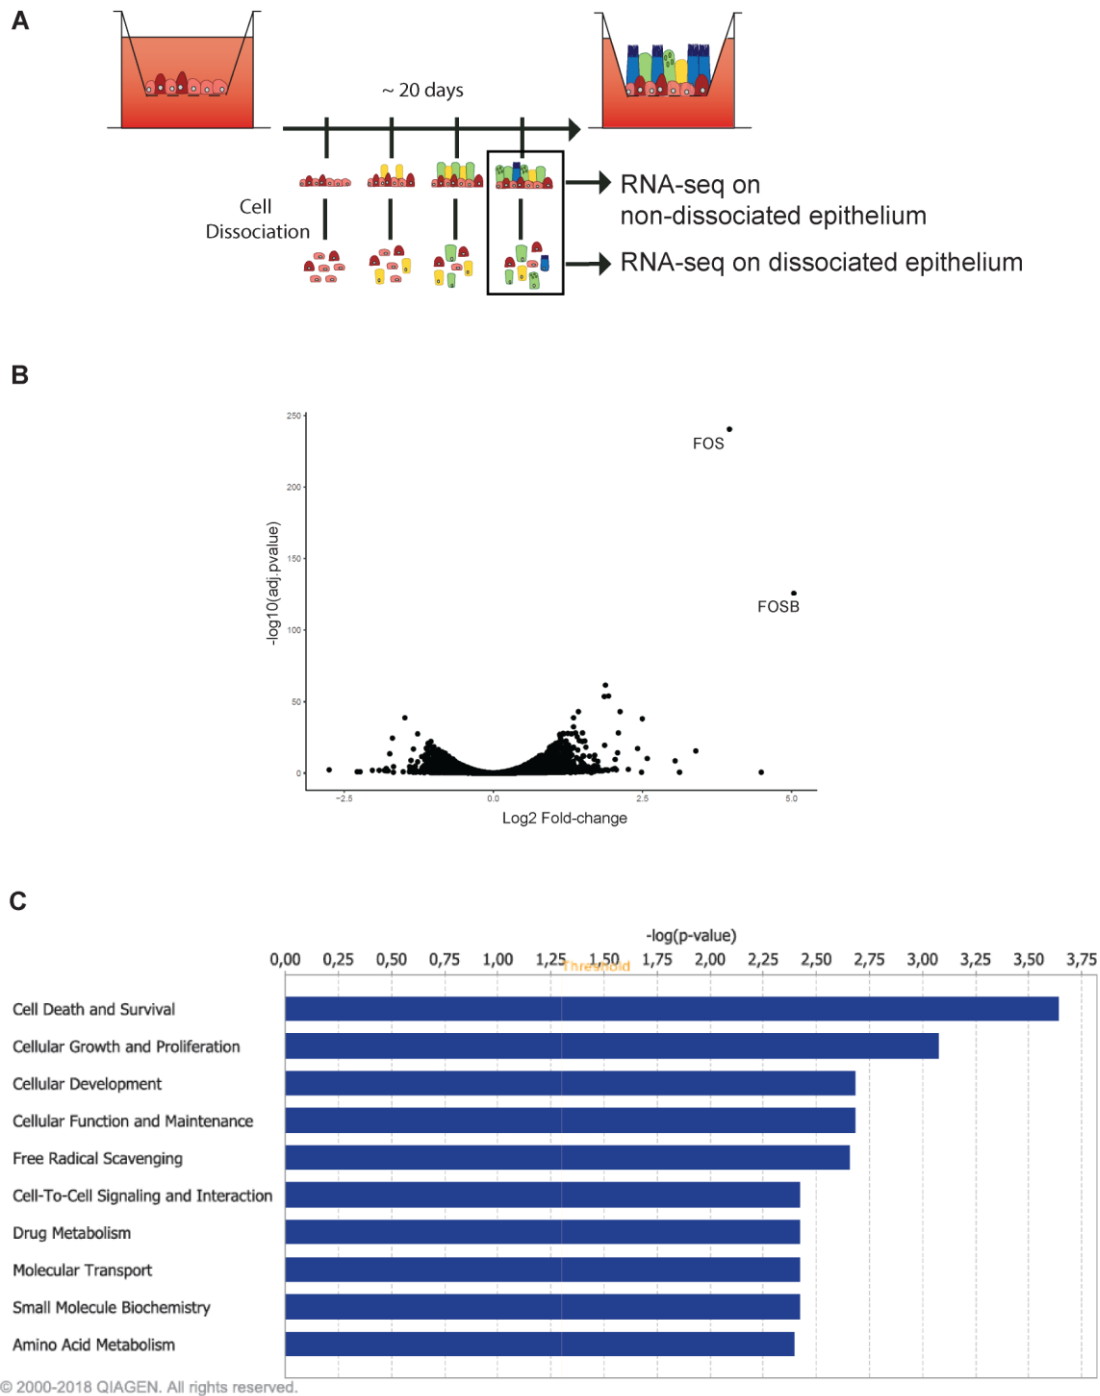 A
~ 20 days
Cell
Dissociation
RNA-seq on
non-dissociated epithelium
RNA-seq on dissociated epithelium
B
250
200
150
100
50
0
-log10(adj.pvalue)
FOS
FOSB
−2.5
0.0
2.5
5.0
Log2 Fold-change
C
-log(p-value)
0,00 0,25 0,50 0,75 1,00 1,25 1,50 1,75 2,00 2,25 2,50 2,75 3,00 3,25 3,50 3,75
Threshold
Cell Death and Survival
Cellular Growth and Proliferation
Cellular Development
Cellular Function and Maintenance
Free Radical Scavenging
Cell-To-Cell Signaling and Interaction
Drug Metabolism
Molecular Transport
Small Molecule Biochemistry
Amino Acid Metabolism
© 2000-2018 QIAGEN. All rights reserved.